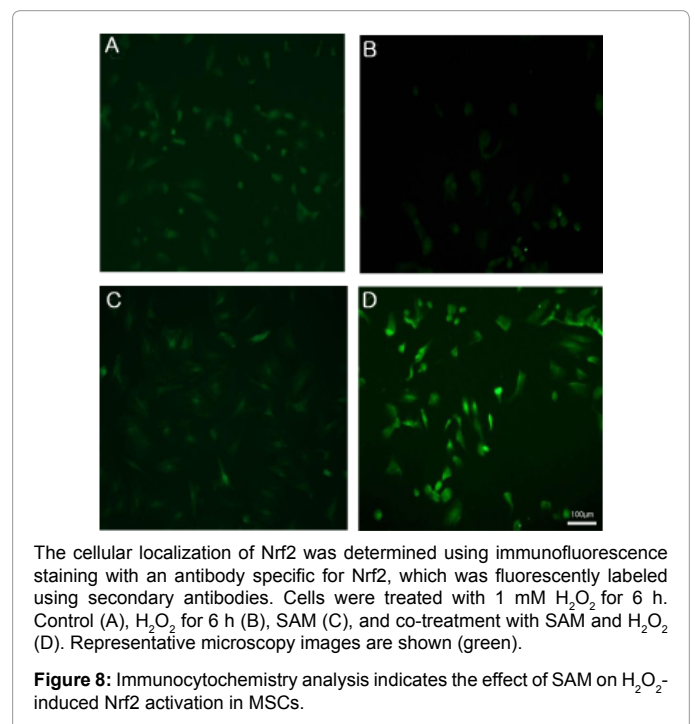 A
B
C
D
100μm
The cellular localization of Nrf2 was determined using immunofluorescence
staining with an antibody specific for Nrf2, which was fluorescently labeled
using secondary antibodies. Cells were treated with 1 mM H₂O₂ for 6 h.
Control (A), H₂O₂ for 6 h (B), SAM (C), and co-treatment with SAM and H₂O₂
(D). Representative microscopy images are shown (green).
Figure 8: Immunocytochemistry analysis indicates the effect of SAM on H₂O₂-
induced Nrf2 activation in MSCs.